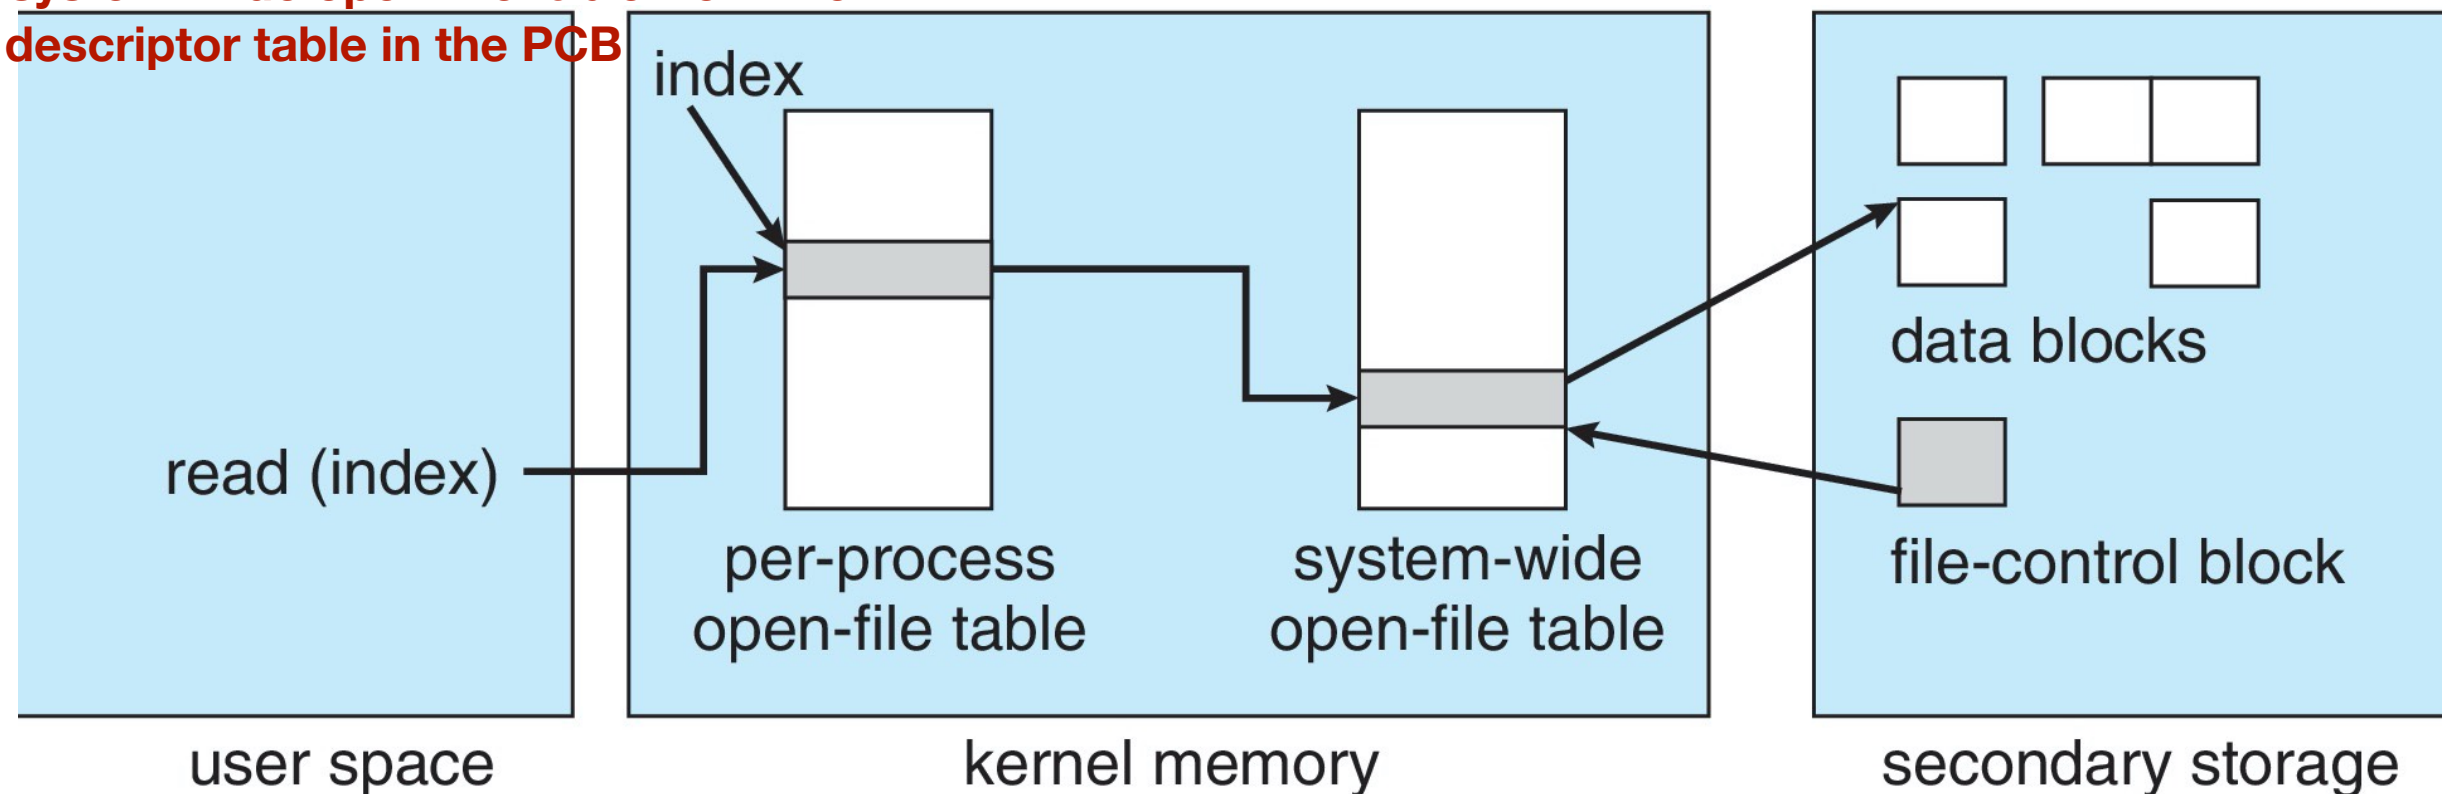 descriptor table in the PCB
index
read (index)
per-process
open-file table
system-wide
open-file table
data blocks
file-control block
user space
kernel memory
secondary storage